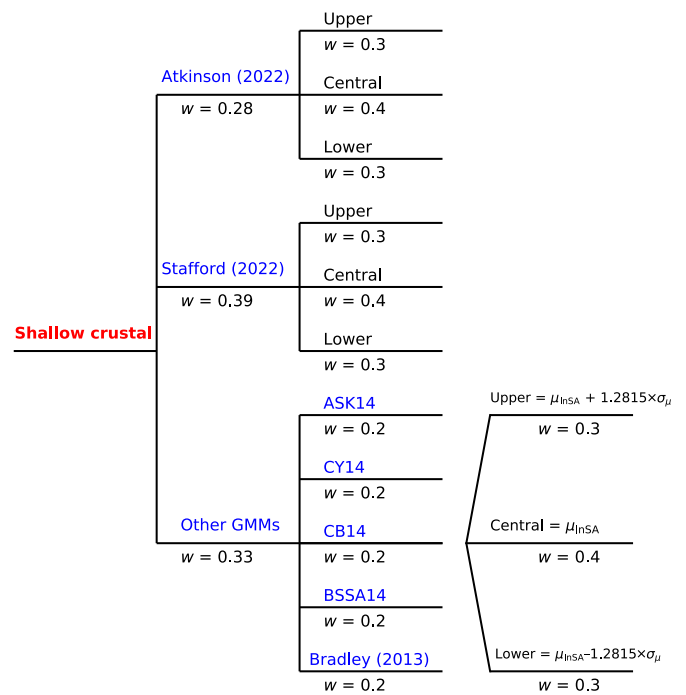 Upper
w = 0.3
Atkinson (2022)
w = 0.28
Central
w = 0.4
Lower
w = 0.3
Upper
w = 0.3
Stafford (2022)
w = 0.39
Central
w = 0.4
Lower
w = 0.3
Shallow crustal
ASK14
w = 0.2
CY14
w = 0.2
Other GMMs
w = 0.33
CB14
w = 0.2
BSSA14
w = 0.2
Bradley (2013)
w = 0.2
Upper = μlnSA + 1.2815×σμ
w = 0.3
Central = μlnSA
w = 0.4
Lower = μlnSA–1.2815×σμ
w = 0.3